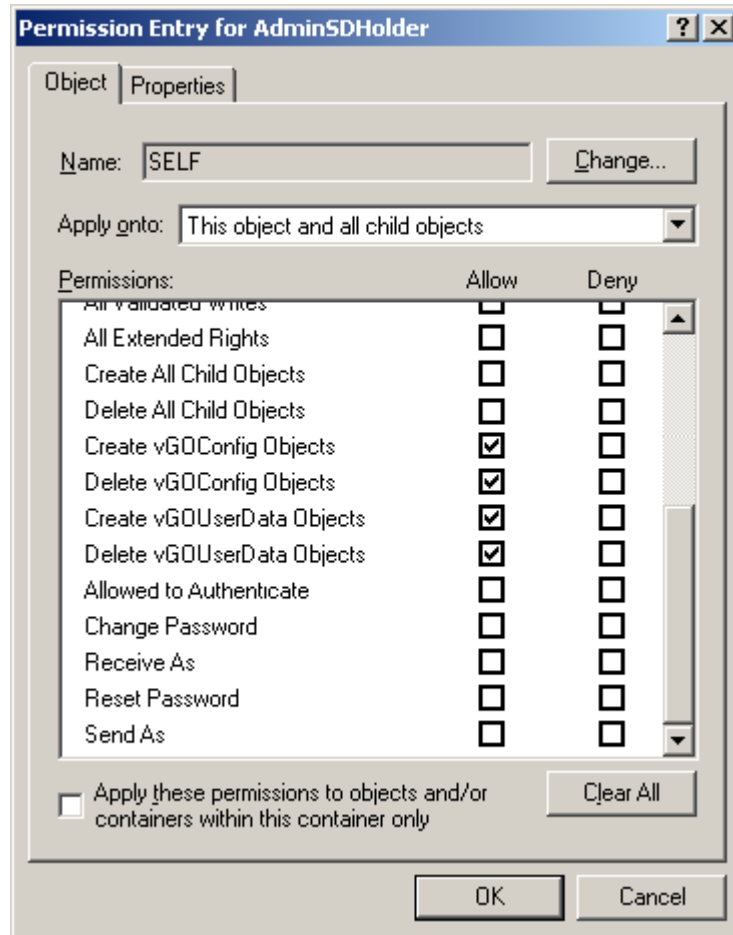 Permission Entry for AdminSDHolder
Object Properties
Name: SELF Change...
Apply onto: This object and all child objects
Permissions: Allow Deny
All Validated Writes
All Extended Rights
Create All Child Objects
Delete All Child Objects
Create vGOConfig Objects
Delete vGOConfig Objects
Create vGOUserData Objects
Delete vGOUserData Objects
Allowed to Authenticate
Change Password
Receive As
Reset Password
Send As
Apply these permissions to objects and/or
containers within this container only
Clear All
OK Cancel